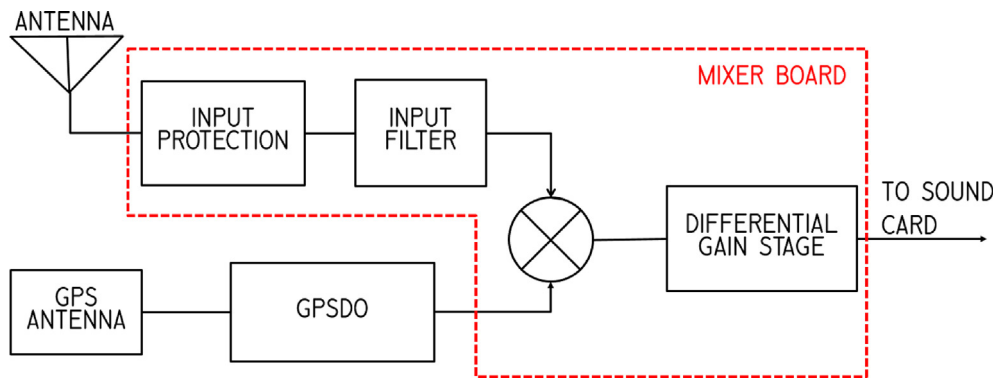 ANTENNA
MIXER BOARD
INPUT
PROTECTION
INPUT
FILTER
TO SOUND
CARD
DIFFERENTIAL
GAIN STAGE
GPS
ANTENNA
GPSDO